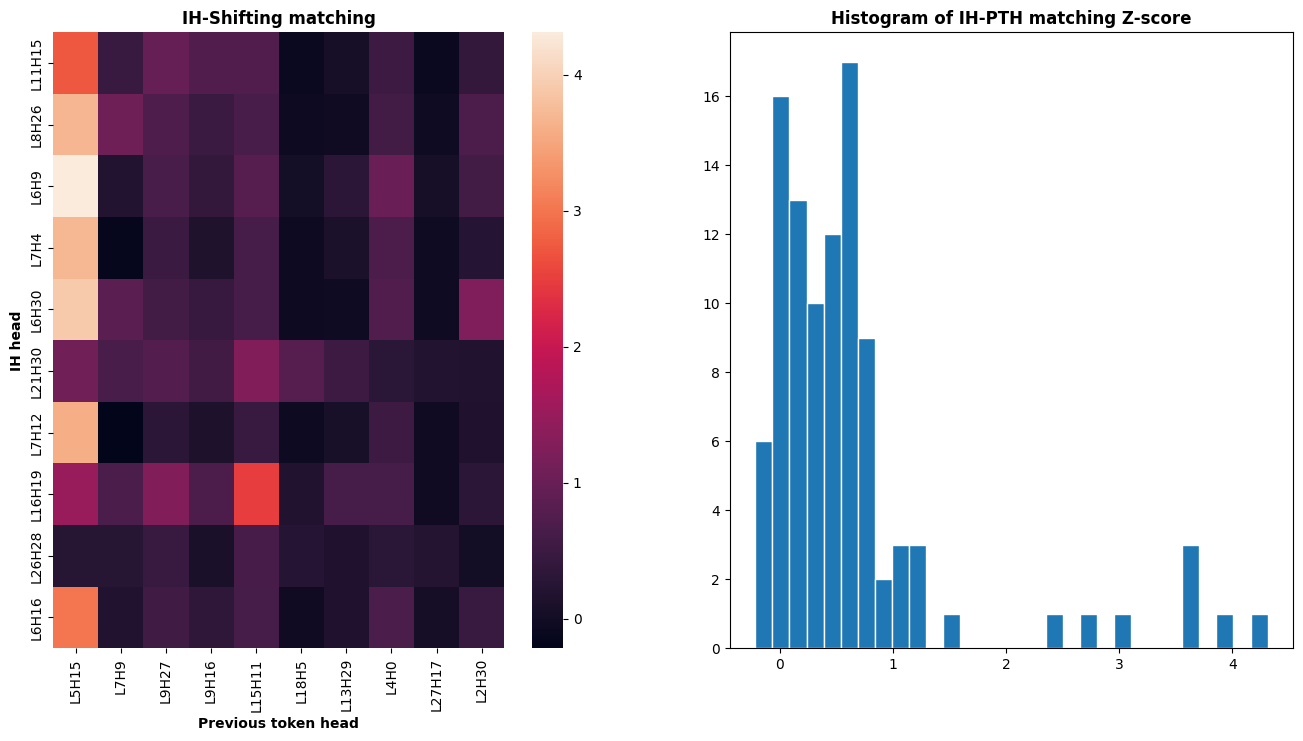 IH-Shifting matching
IH head
L11H15
L8H26
L6H9
L7H4
L6H30
L21H30
L7H12
L16H19
L26H28
L6H16
L5H15
L7H9
L9H27
L9H16
L15H11
L18H5
L13H29
L4H0
L27H17
L2H30
Previous token head
4
3
2
1
0
Histogram of IH-PTH matching Z-score
16
14
12
10
8
6
4
2
0
0 1 2 3 4